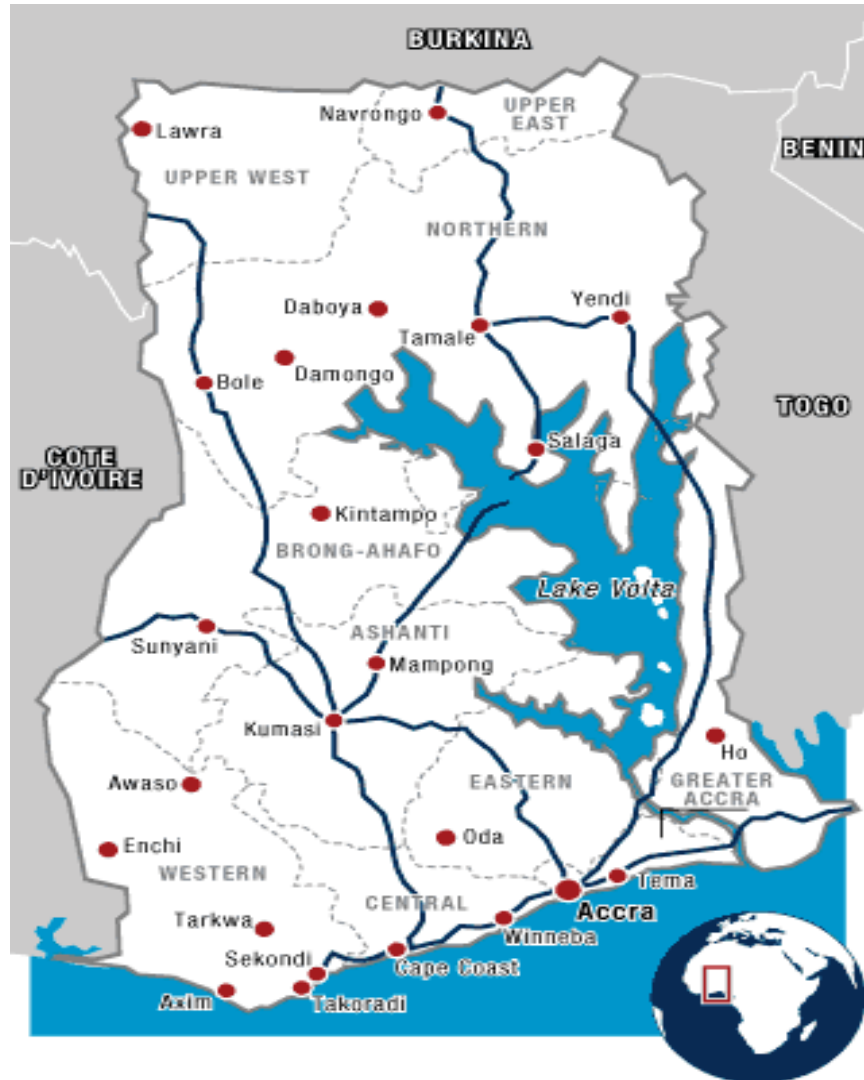 BURKINA
Navrongo
UPPER
EAST
Lawra
BENIN
UPPER WEST
NORTHERN
Daboya
Yendi
Tamale
Damongo
Bole
TOGO
Salaga
COTE
D'IVOIRE
Kintampo
BRONG-AHAFO
Lake Volta
ASHANTI
Sunyani
Mampong
Kumasi
Ho
EASTERN
GREATER
ACCRA
Awaso
Oda
Enchi
WESTERN
Tema
CENTRAL
Accra
Tarkwa
Winneba
Sekondi
Cape Coast
Axim
Takoradi